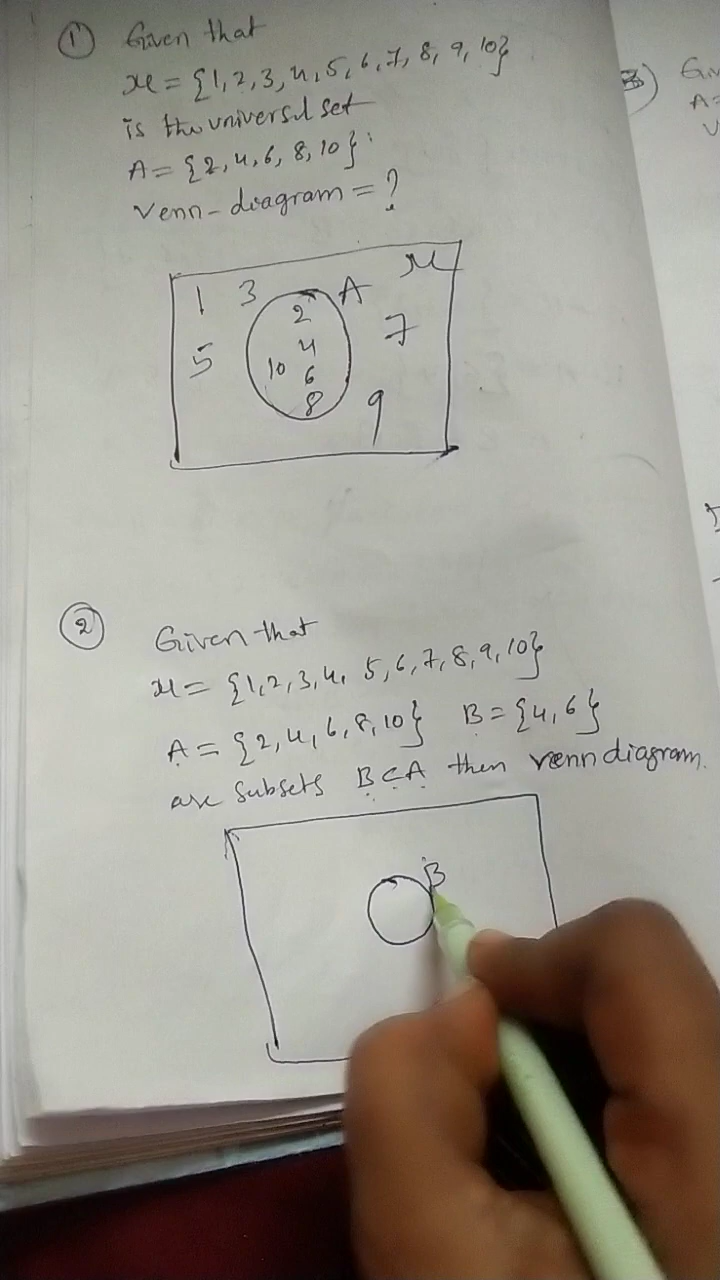 1 Given that
μ = {1, 2, 3, 4, 5, 6, 7, 8, 9, 10}
is the universal set
A = {2, 4, 6, 8, 10}
Venn - diagram = ?
μ
1 3 2 A
5 10 4 7
6
8 9
2 Given that
μ = {1, 2, 3, 4, 5, 6, 7, 8, 9, 10}
A = {2, 4, 6, 8, 10} B = {4, 6}
are subsets B⊂A then venn diagram.
B
3)
A=